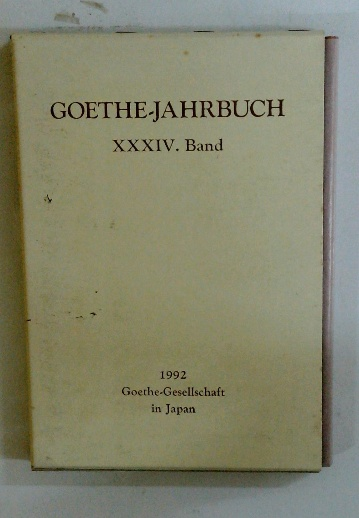 GOETHE-JAHRBUCH
XXXIV. Band
1992
Goethe-Gesellschaft
in Japan